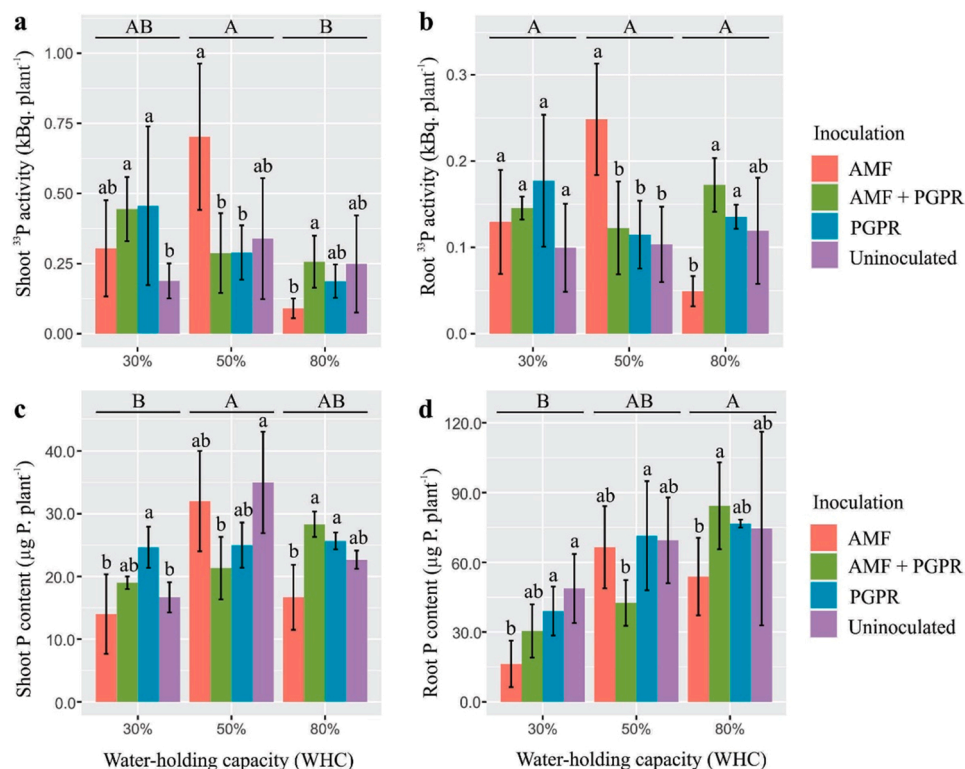 a
AB A B
Shoot ³³P activity (kBq. plant⁻¹)
1.00
0.75
0.50
0.25
0.00
ab a a b
a b b ab
b a ab ab
30% 50% 80%
b
A A A
Root ³³P activity (kBq. plant⁻¹)
0.3
0.2
0.1
0.0
a a a a
a b b b
b a a ab
30% 50% 80%
Inoculation
AMF
AMF + PGPR
PGPR
Uninoculated
c
B A AB
Shoot P content (µg P. plant⁻¹)
40.0
30.0
20.0
10.0
0.0
b ab a b
ab b ab a
b a a ab
30% 50% 80%
Water-holding capacity (WHC)
d
B AB A
Root P content (µg P. plant⁻¹)
120.0
90.0
60.0
30.0
0.0
b ab a a
ab b a ab
b a ab ab
30% 50% 80%
Water-holding capacity (WHC)
Inoculation
AMF
AMF + PGPR
PGPR
Uninoculated